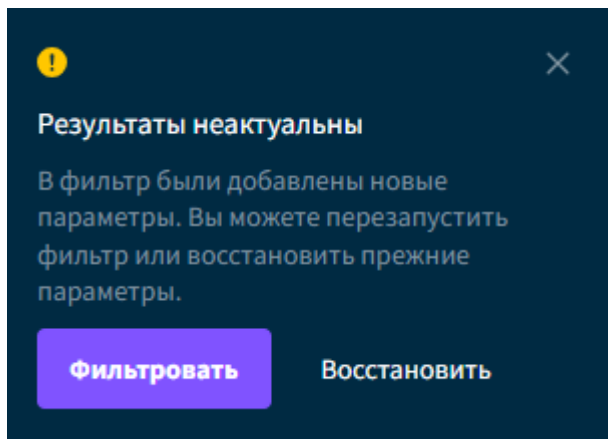 Результаты неактуальны
В фильтр были добавлены новые
параметры. Вы можете перезапустить
фильтр или восстановить прежние
параметры.
Фильтровать Восстановить